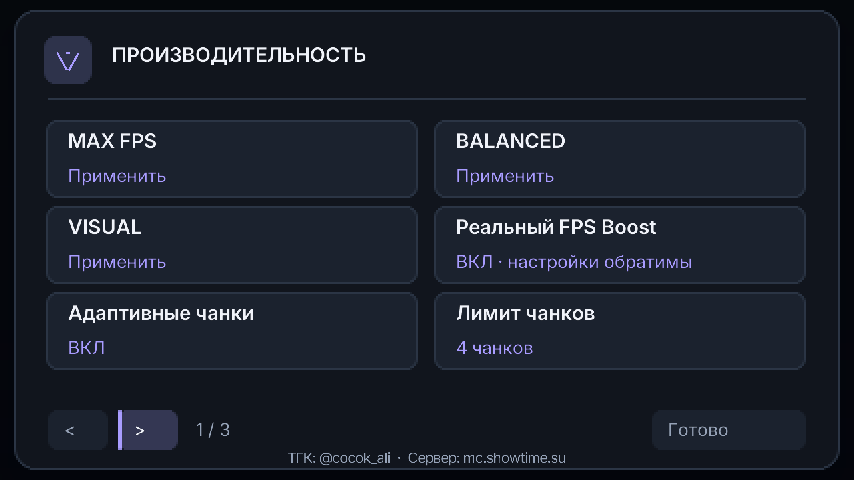 ПРОИЗВОДИТЕЛЬНОСТЬ
MAX FPS
Применить
BALANCED
Применить
VISUAL
Применить
Реальный FPS Boost
ВКЛ · настройки обратимы
Адаптивные чанки
ВКЛ
Лимит чанков
4 чанков
< > 1 / 3 Готово
ТГК: @cocok_ali · Сервер: mc.showtime.su